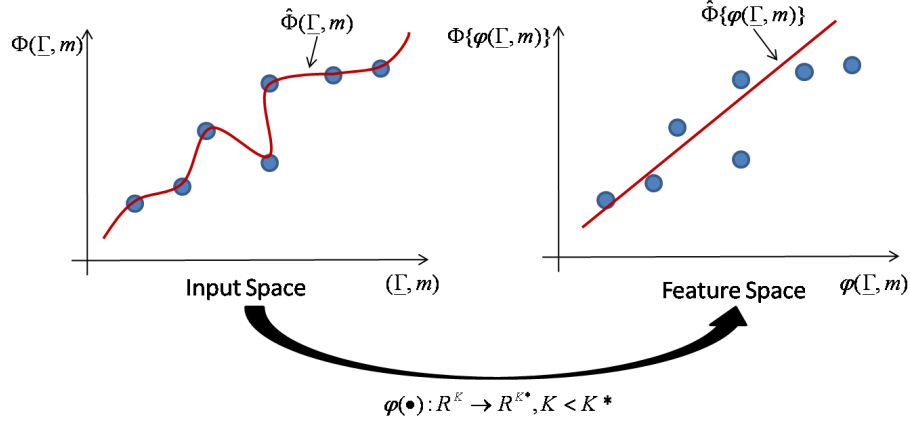 Φ(Γ̲, m)
Φ̂(Γ̲, m)
(Γ̲, m)
Input Space
Φ{φ(Γ̲, m)}
Φ̂{φ(Γ̲, m)}
φ(Γ̲, m)
Feature Space
φ(•) : R^K → R^{K*}, K < K *